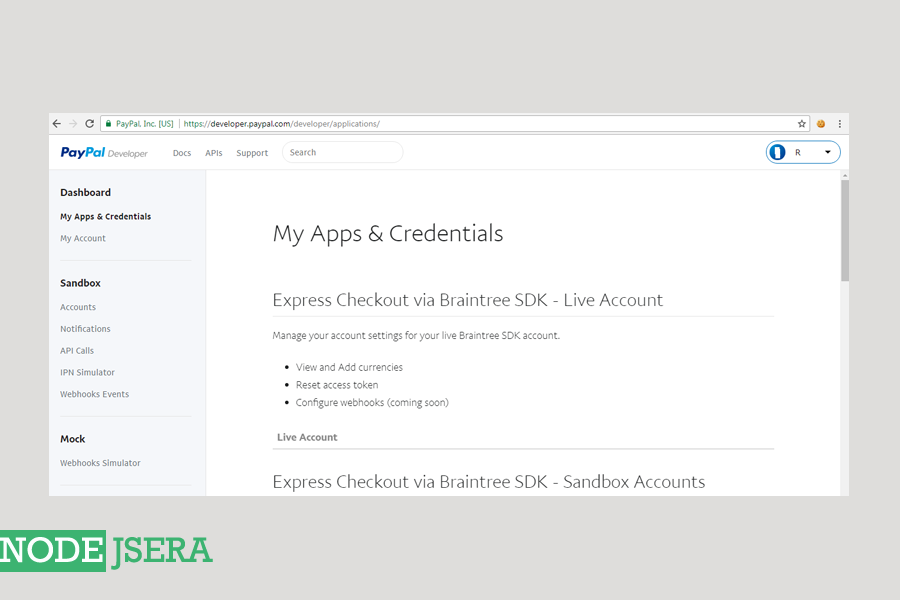 PayPal, Inc. [US] https://developer.paypal.com/developer/applications/
PayPal Developer Docs APIs Support Search R
Dashboard
My Apps & Credentials
My Account
Sandbox
Accounts
Notifications
API Calls
IPN Simulator
Webhooks Events
Mock
Webhooks Simulator
My Apps & Credentials
Express Checkout via Braintree SDK - Live Account
Manage your account settings for your live Braintree SDK account.
View and Add currencies
Reset access token
Configure webhooks (coming soon)
Live Account
Express Checkout via Braintree SDK - Sandbox Accounts
NODE JSERA